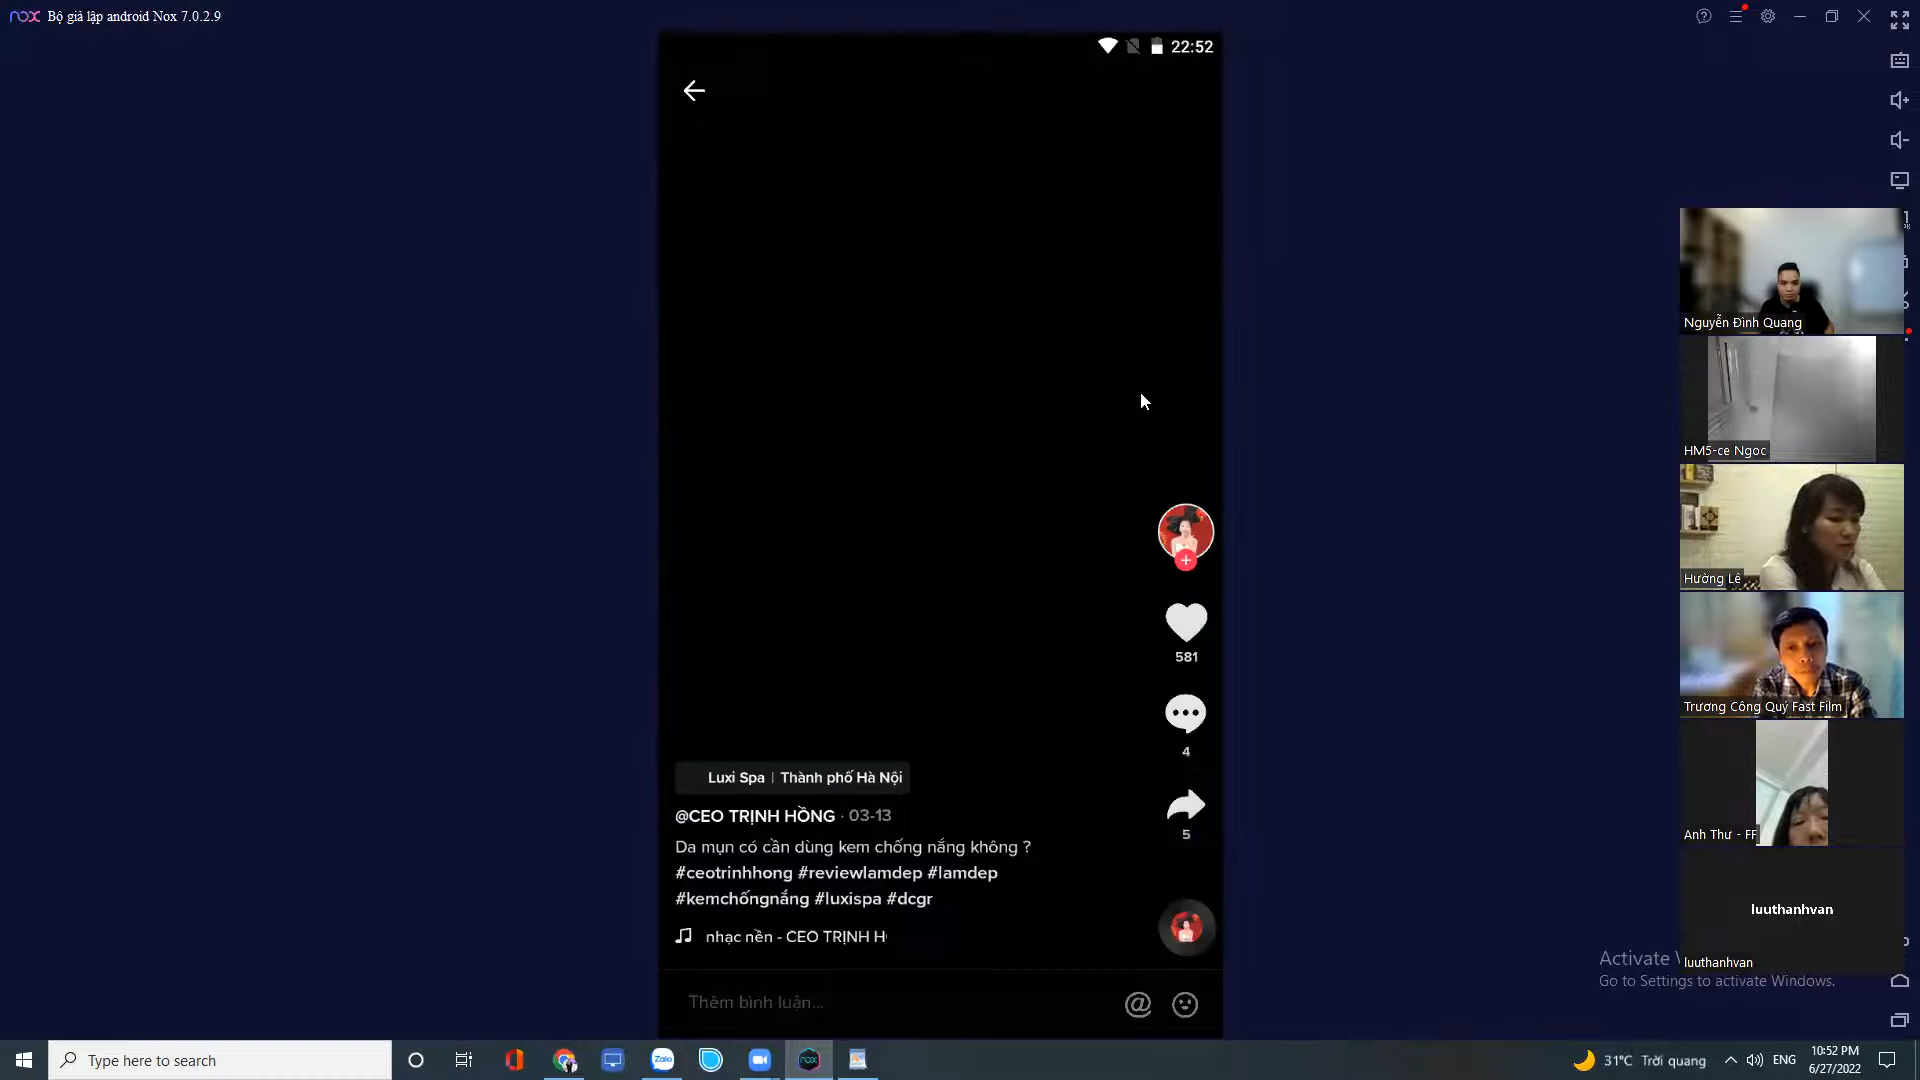 nox Bộ giả lập android Nox 7.0.2.9
22:52
Nguyễn Đình Quang
HM5-ce Ngoc
Hường Lê
581
Trương Công Quý Fast Film
4
Luxi Spa | Thành phố Hà Nội
@CEO TRỊNH HỒNG · 03-13
5
Anh Thư - FF
Da mụn có cần dùng kem chống nắng không ?
#ceotrinhhong #reviewlamdep #lamdep
#kemchốngnắng #luxispa #dcgr
luuthanhvan
nhạc nền - CEO TRỊNH H
luuthanhvan
Activate
Go to Settings to activate Windows.
Thêm bình luận...
Type here to search
Zalo
nox
31°C Trời quang
ENG
10:52 PM
6/27/2022